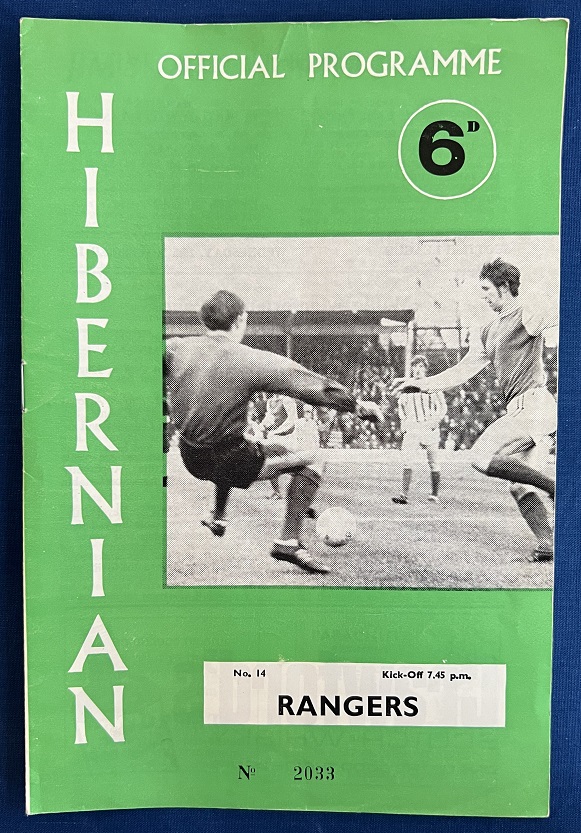 OFFICIAL PROGRAMME
6D
HIBERNIAN
No. 14 Kick-Off 7.45 p.m.
RANGERS
Nº 2033